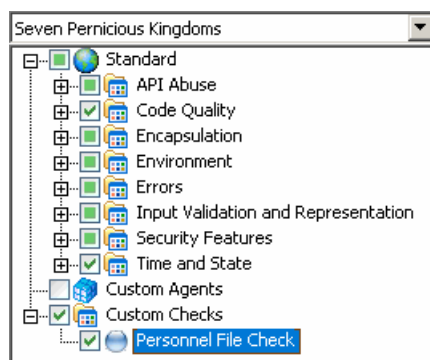 Seven Pernicious Kingdoms
Standard
API Abuse
Code Quality
Encapsulation
Environment
Errors
Input Validation and Representation
Security Features
Time and State
Custom Agents
Custom Checks
Personnel File Check